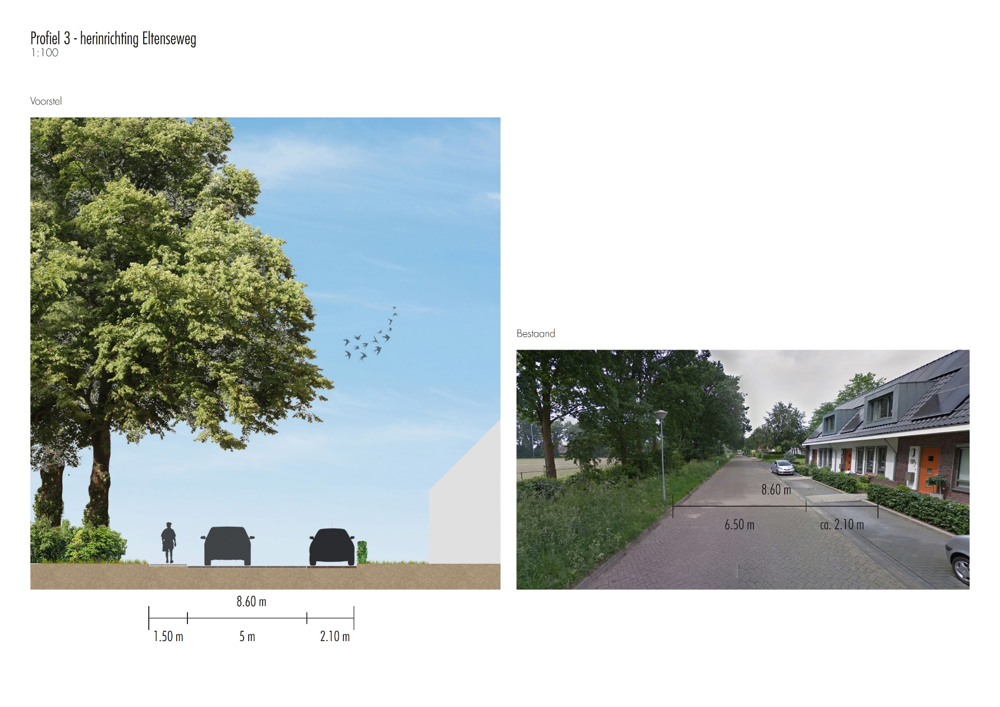 Profiel 3 - herinrichting Eltenseweg
1:100
Voorstel
8.60 m
1.50 m
5 m
2.10 m
Bestaand
8.60 m
6.50 m
ca. 2.10 m